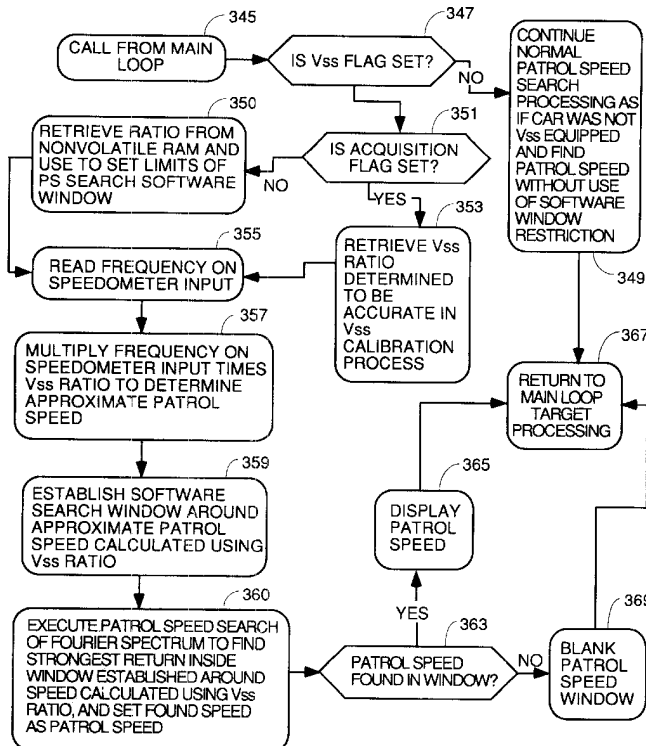 345
CALL FROM MAIN
LOOP
347
IS Vss FLAG SET?
NO
CONTINUE
NORMAL
PATROL SPEED
SEARCH
PROCESSING AS
IF CAR WAS NOT
Vss EQUIPPED
AND FIND
PATROL SPEED
WITHOUT USE
OF SOFTWARE
WINDOW
RESTRICTION
349
350
RETRIEVE RATIO FROM
NONVOLATILE RAM AND
USE TO SET LIMITS OF
PS SEARCH SOFTWARE
WINDOW
351
IS ACQUISITION
FLAG SET?
NO
YES
353
RETRIEVE Vss
RATIO
DETERMINED
TO BE
ACCURATE IN
Vss
CALIBRATION
PROCESS
355
READ FREQUENCY ON
SPEEDOMETER INPUT
357
MULTIPLY FREQUENCY ON
SPEEDOMETER INPUT TIMES
Vss RATIO TO DETERMINE
APPROXIMATE PATROL
SPEED
359
ESTABLISH SOFTWARE
SEARCH WINDOW AROUND
APPROXIMATE PATROL
SPEED CALCULATED USING
Vss RATIO
360
EXECUTE PATROL SPEED SEARCH
OF FOURIER SPECTRUM TO FIND
STRONGEST RETURN INSIDE
WINDOW ESTABLISHED AROUND
SPEED CALCULATED USING Vss
RATIO, AND SET FOUND SPEED
AS PATROL SPEED
363
PATROL SPEED
FOUND IN WINDOW?
YES
NO
365
DISPLAY
PATROL
SPEED
367
RETURN TO
MAIN LOOP
TARGET
PROCESSING
369
BLANK
PATROL
SPEED
WINDOW